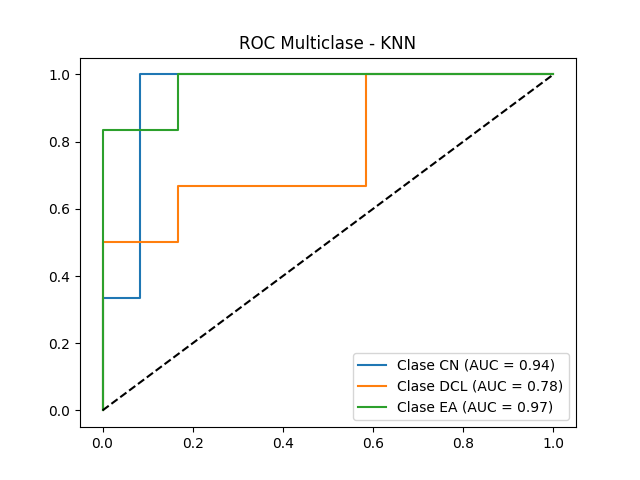 ROC Multiclase - KNN
1.0
0.8
0.6
0.4
0.2
0.0
0.0 0.2 0.4 0.6 0.8 1.0
Clase CN (AUC = 0.94)
Clase DCL (AUC = 0.78)
Clase EA (AUC = 0.97)